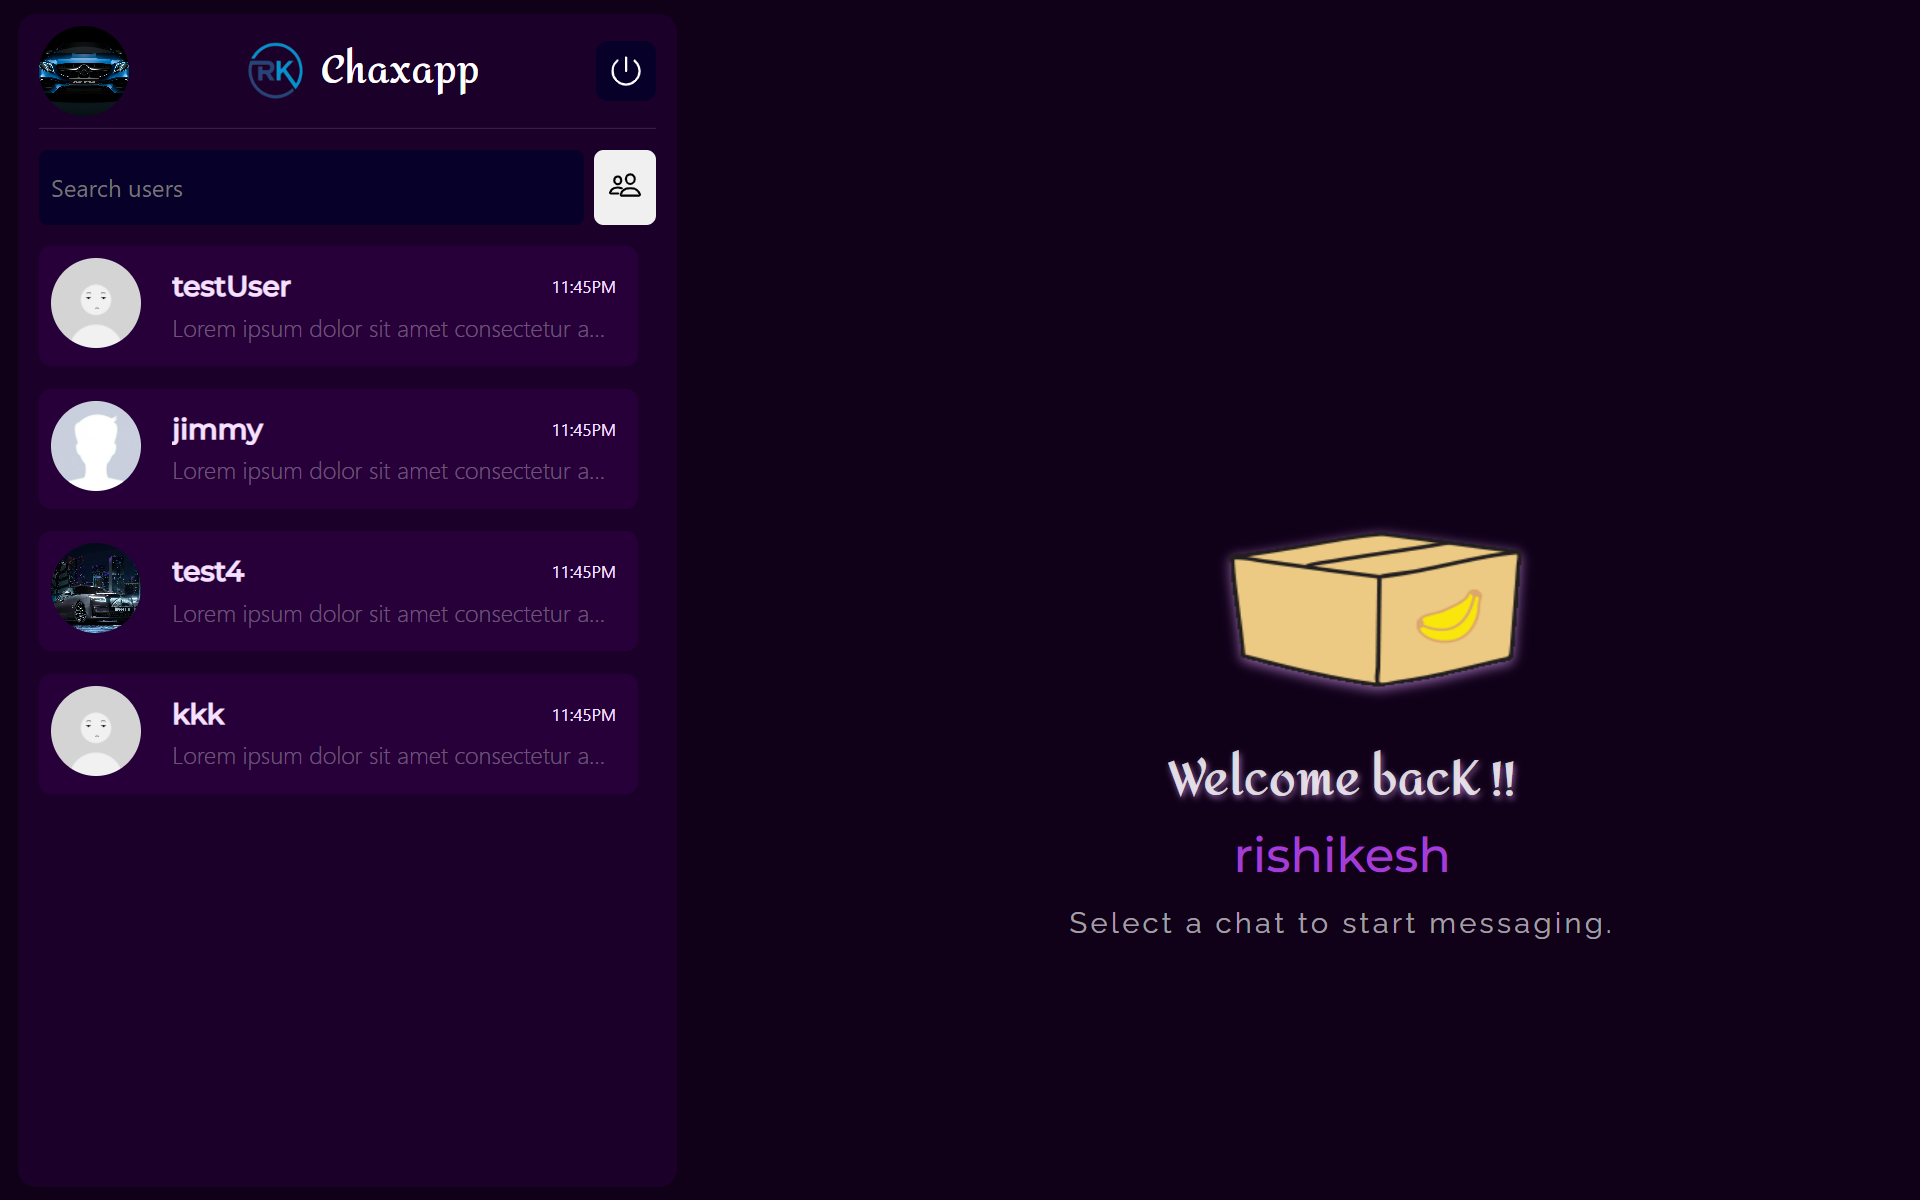 RK Chaxapp
Search users
testUser 11:45PM
Lorem ipsum dolor sit amet consectetur a...
jimmy 11:45PM
Lorem ipsum dolor sit amet consectetur a...
test4 11:45PM
Lorem ipsum dolor sit amet consectetur a...
kkk 11:45PM
Lorem ipsum dolor sit amet consectetur a...
Welcome bacK !!
rishikesh
Select a chat to start messaging.